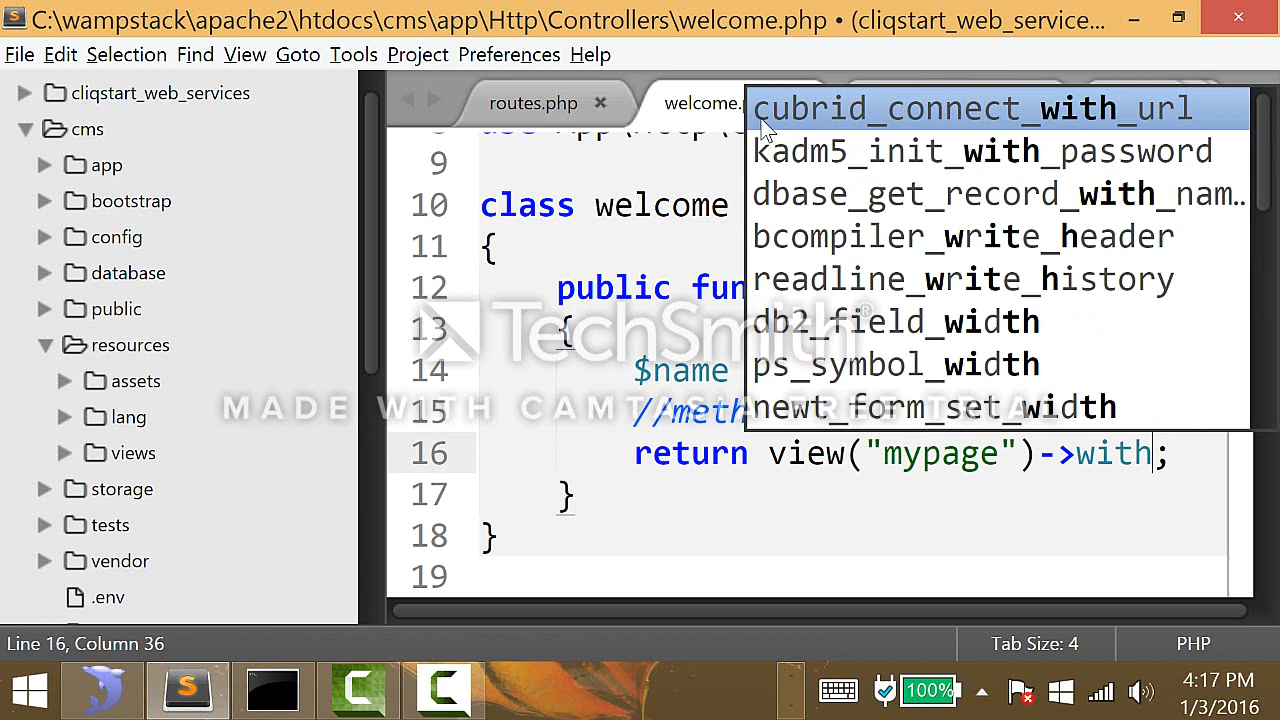 C:\wampstack\apache2\htdocs\cms\app\Http\Controllers\welcome.php • (cliqstart_web_service...
File Edit Selection Find View Goto Tools Project Preferences Help
cliqstart_web_services
cms
app
bootstrap
config
database
public
resources
assets
lang
views
storage
tests
vendor
.env
routes.php
welcome.
cubrid_connect_with_url
kadm5_init_with_password
dbase_get_record_with_nam..
bcompiler_write_header
readline_write_history
db2_field_width
ps_symbol_width
newt_form_set_width
9
10 class welcome
11 {
12 public fun
13 {
14 $name
15 //meth
16 return view("mypage")->with;
17 }
18 }
19
TechSmith®
MADE WITH CAMTASIA FREE TRIAL
Line 16, Column 36
Tab Size: 4
PHP
100%
4:17 PM
1/3/2016